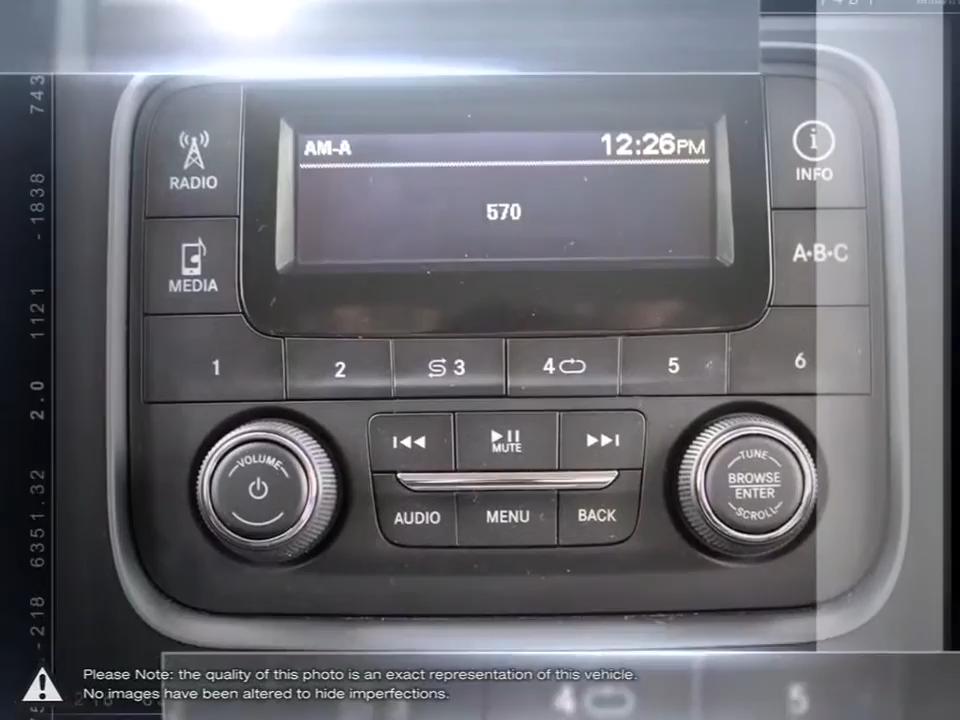 AM-A 12:26PM
570
RADIO
INFO
MEDIA
A·B·C
1 2 3 4 5 6
VOLUME
MUTE
TUNE
BROWSE
ENTER
SCROLL
AUDIO MENU BACK
743
-1838
1121
2.0
6351.32
-218
4 5
Please Note: the quality of this photo is an exact representation of this vehicle.
No images have been altered to hide imperfections.